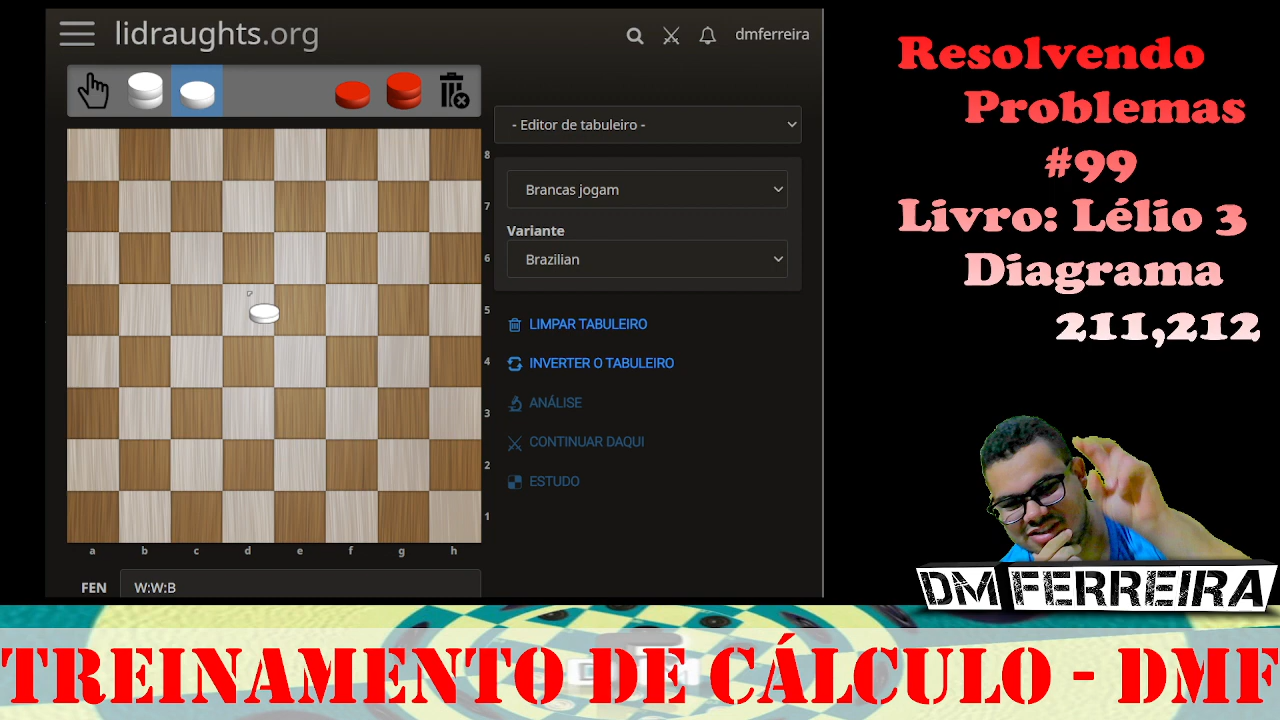 lidraughts.org
dmferreira
- Editor de tabuleiro -
Brancas jogam
Variante
Brazilian
LIMPAR TABULEIRO
INVERTER O TABULEIRO
ANÁLISE
CONTINUAR DAQUI
ESTUDO
8
7
6
5
4
3
2
1
a b c d e f g h
FEN W:W:B
Resolvendo
Problemas
#99
Livro: Lélio 3
Diagrama
211,212
DM FERREIRA
TREINAMENTO DE CÁLCULO - DMF